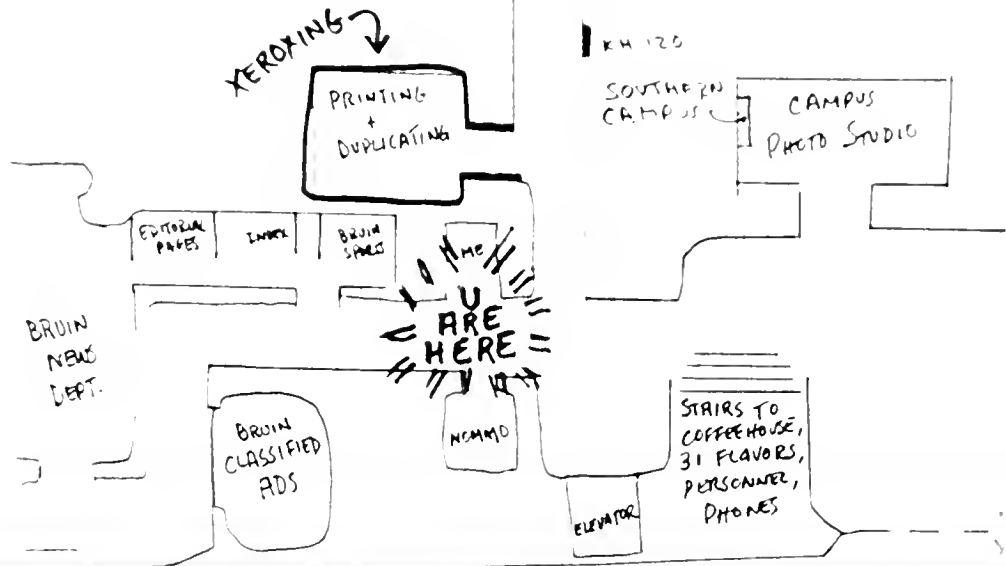 XEROXING
PRINTING
+
DUPLICATING
KH 120
SOUTHERN
CAMPUS
CAMPUS
PHOTO STUDIO
EDITORIAL
PAGES
INDEX
BRUIN
SPORTS
ME
U
ARE
HERE
BRUIN
NEWS
DEPT.
BRUIN
CLASSIFIED
ADS
NOMMO
ELEVATOR
STAIRS TO
COFFEEHOUSE,
31 FLAVORS,
PERSONNEL,
PHONES